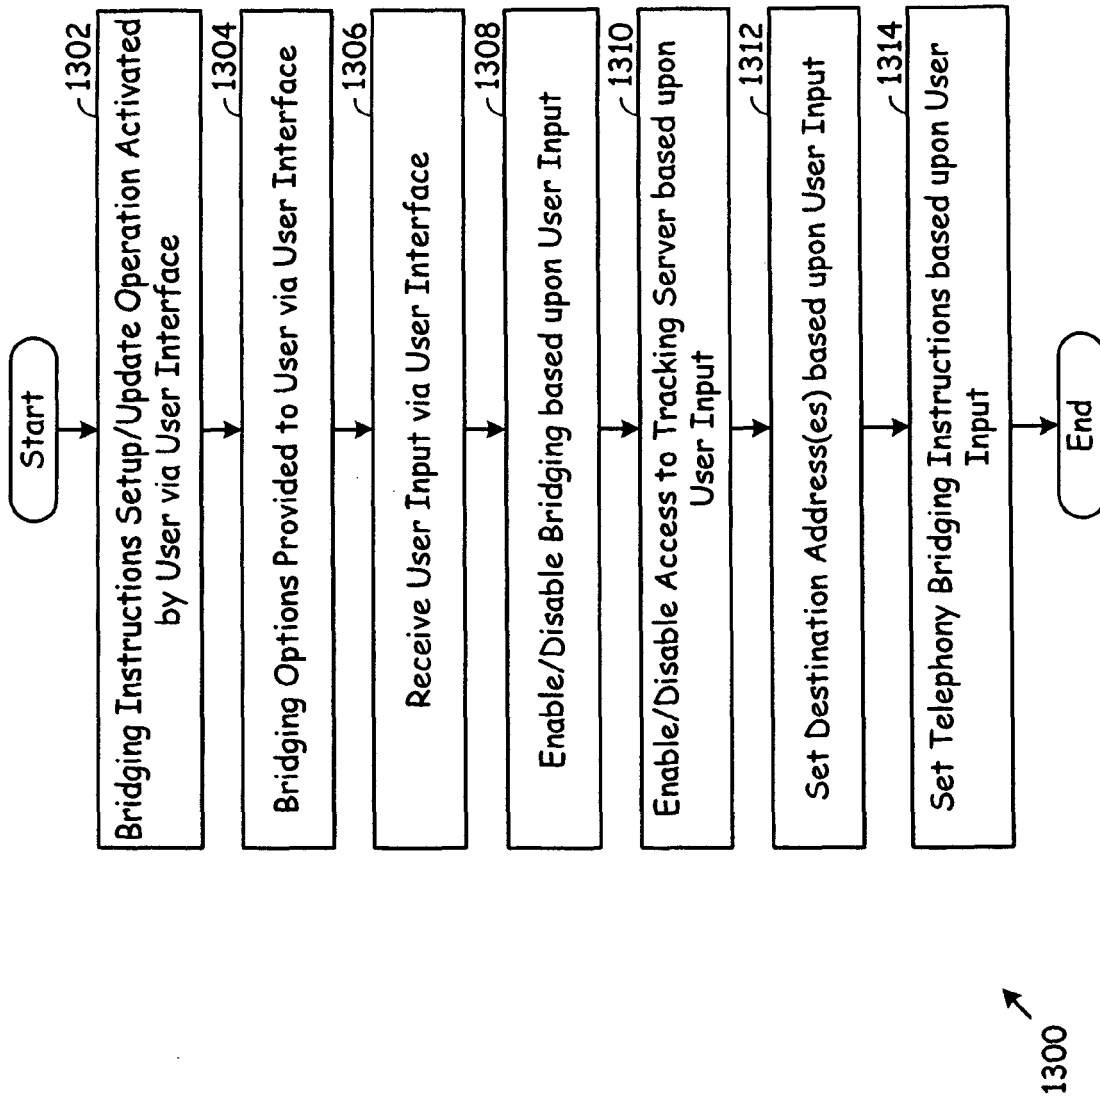 Start
1302
Bridging Instructions Setup/Update Operation Activated
by User via User Interface
1304
Bridging Options Provided to User via User Interface
1306
Receive User Input via User Interface
1308
Enable/Disable Bridging based upon User Input
1310
Enable/Disable Access to Tracking Server based upon
User Input
1312
Set Destination Address(es) based upon User Input
1314
Set Telephony Bridging Instructions based upon User
Input
End
1300